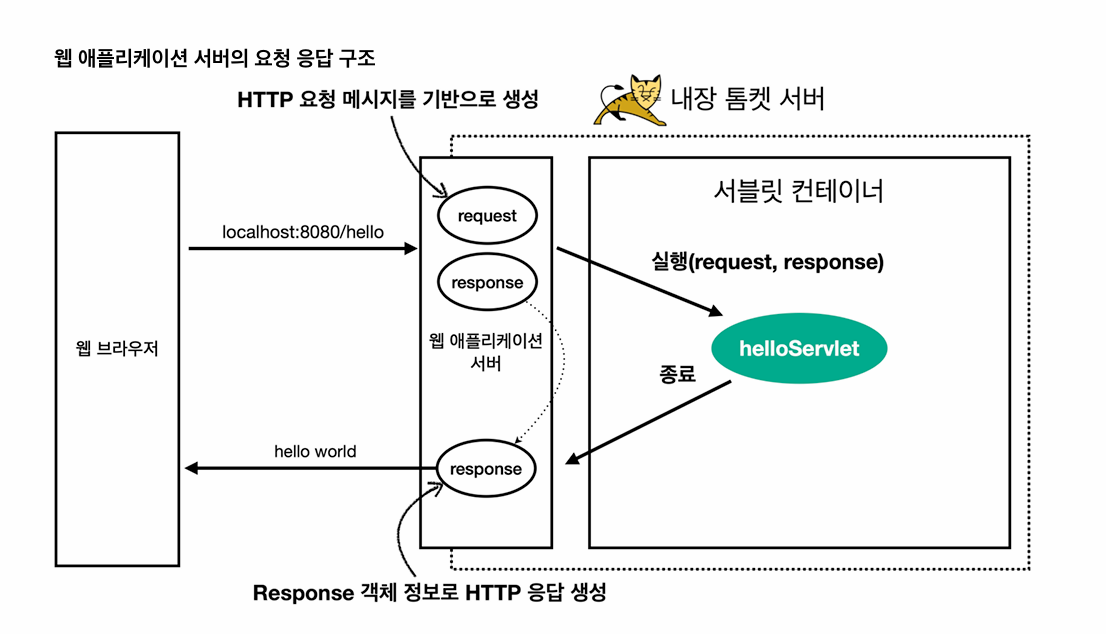 웹 애플리케이션 서버의 요청 응답 구조
HTTP 요청 메시지를 기반으로 생성
내장 톰켓 서버
서블릿 컨테이너
request
localhost:8080/hello
실행(request, response)
response
웹 애플리케이션
서버
웹 브라우저
helloServlet
종료
hello world
response
Response 객체 정보로 HTTP 응답 생성